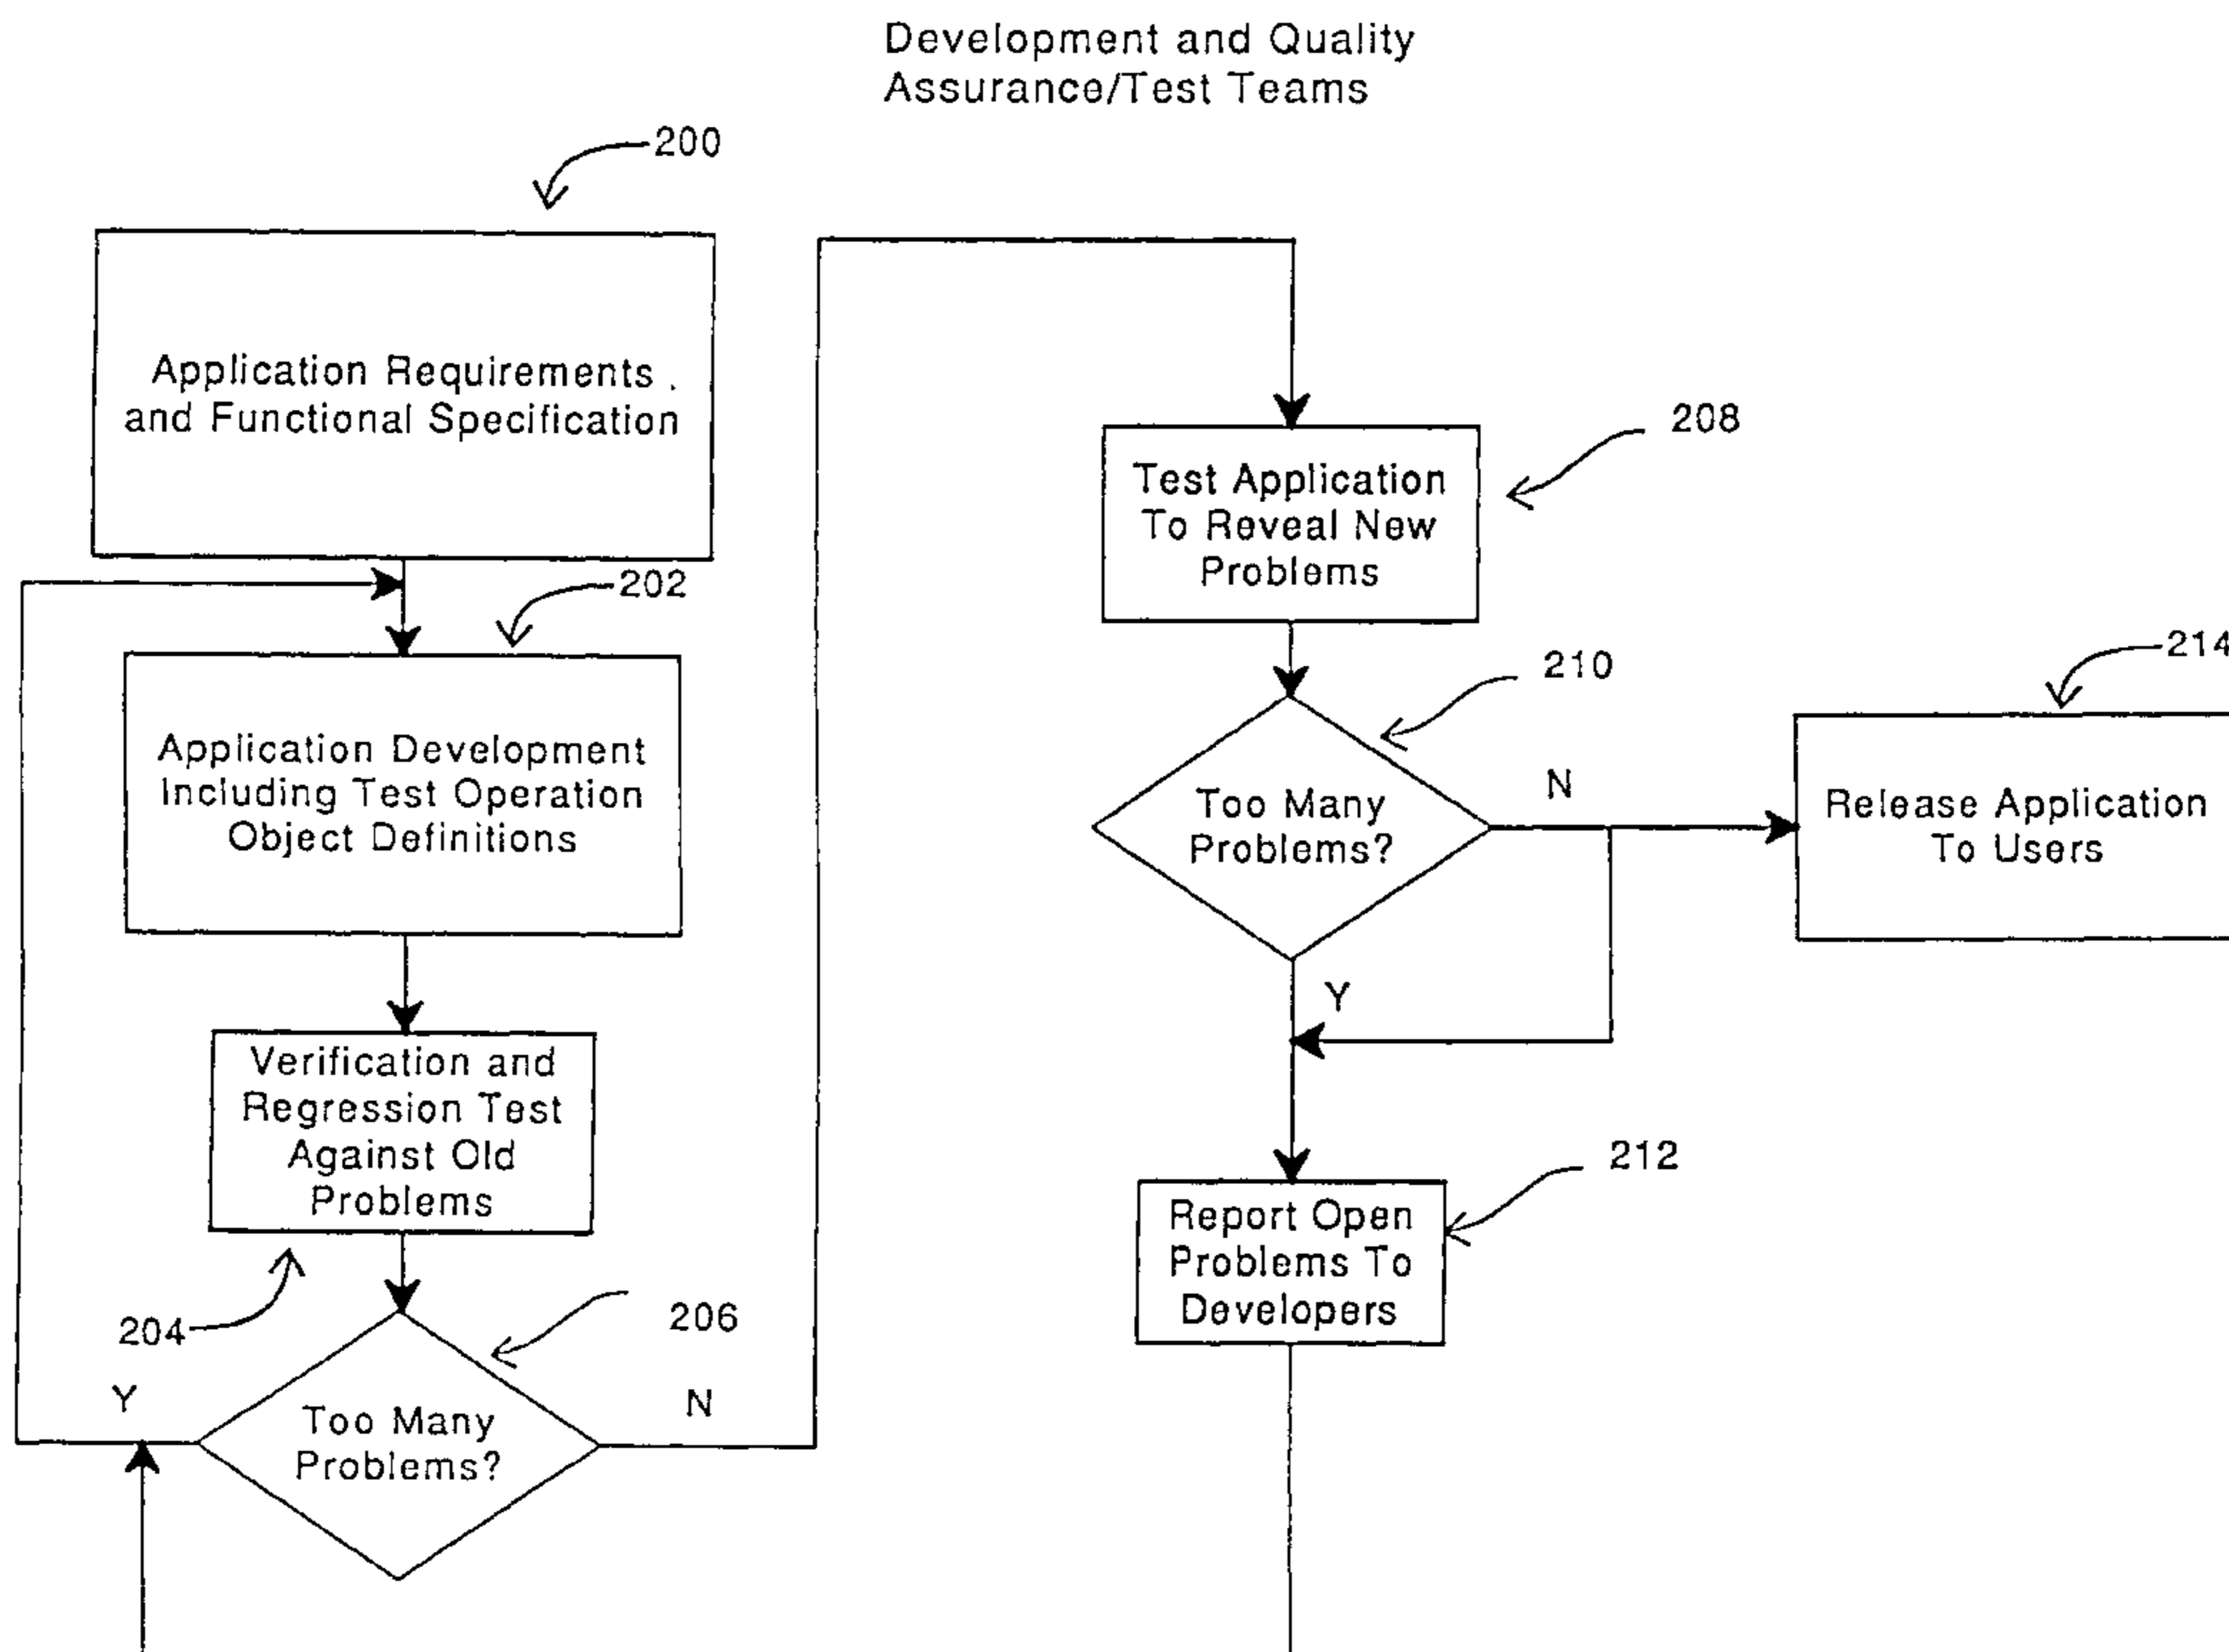 Development and Quality
Assurance/Test Teams
200
Application Requirements
and Functional Specification
202
Application Development
Including Test Operation
Object Definitions
Verification and
Regression Test
Against Old
Problems
204
206
Y
N
Too Many
Problems?
208
Test Application
To Reveal New
Problems
210
Too Many
Problems?
N
Y
214
Release Application
To Users
212
Report Open
Problems To
Developers